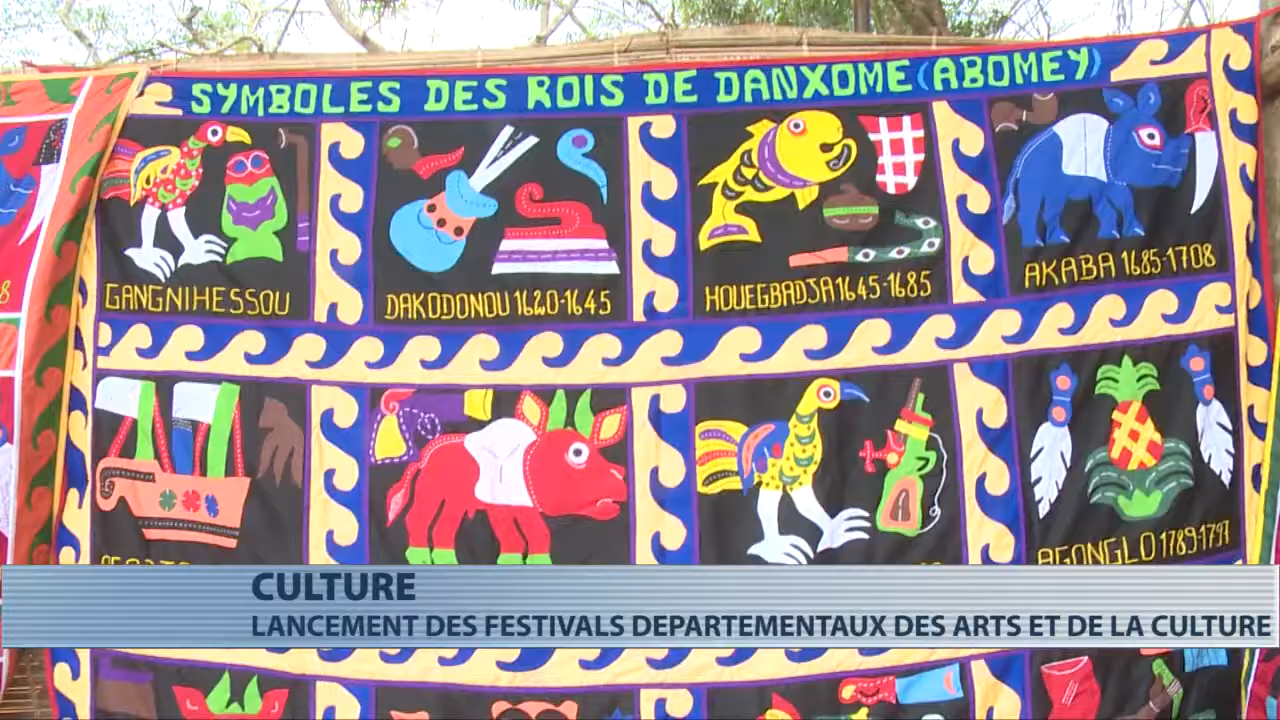 SYMBOLES DES ROIS DE DANXOME (ABOMEY)
GANGNIHESSOU
DAKODONOU 1620-1645
HOUEGBADJA 1645-1685
AKABA 1685-1708
AGONGLO 1789-1797
CULTURE
LANCEMENT DES FESTIVALS DEPARTEMENTAUX DES ARTS ET DE LA CULTURE